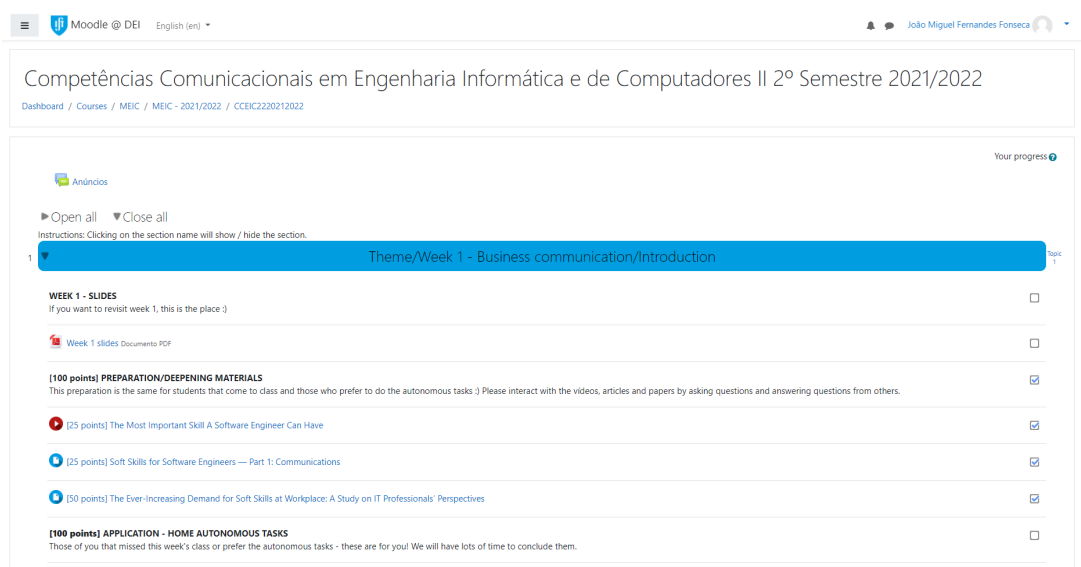 Moodle @ DEI English (en)
João Miguel Fernandes Fonseca
Competências Comunicacionais em Engenharia Informática e de Computadores II 2º Semestre 2021/2022
Dashboard / Courses / MEIC / MEIC - 2021/2022 / CCEIC2220212022
Your progress
Anúncios
Open all Close all
Instructions: Clicking on the section name will show / hide the section.
1 Theme/Week 1 - Business communication/Introduction Topic
1
WEEK 1 - SLIDES
If you want to revisit week 1, this is the place :)
Week 1 slides Documento PDF
[100 points] PREPARATION/DEEPENING MATERIALS
This preparation is the same for students that come to class and those who prefer to do the autonomous tasks :) Please interact with the vídeos, articles and papers by asking questions and answering questions from others.
[25 points] The Most Important Skill A Software Engineer Can Have
[25 points] Soft Skills for Software Engineers — Part 1: Communications
[50 points] The Ever-Increasing Demand for Soft Skills at Workplace: A Study on IT Professionals' Perspectives
[100 points] APPLICATION - HOME AUTONOMOUS TASKS
Those of you that missed this week's class or prefer the autonomous tasks - these are for you! We will have lots of time to conclude them.